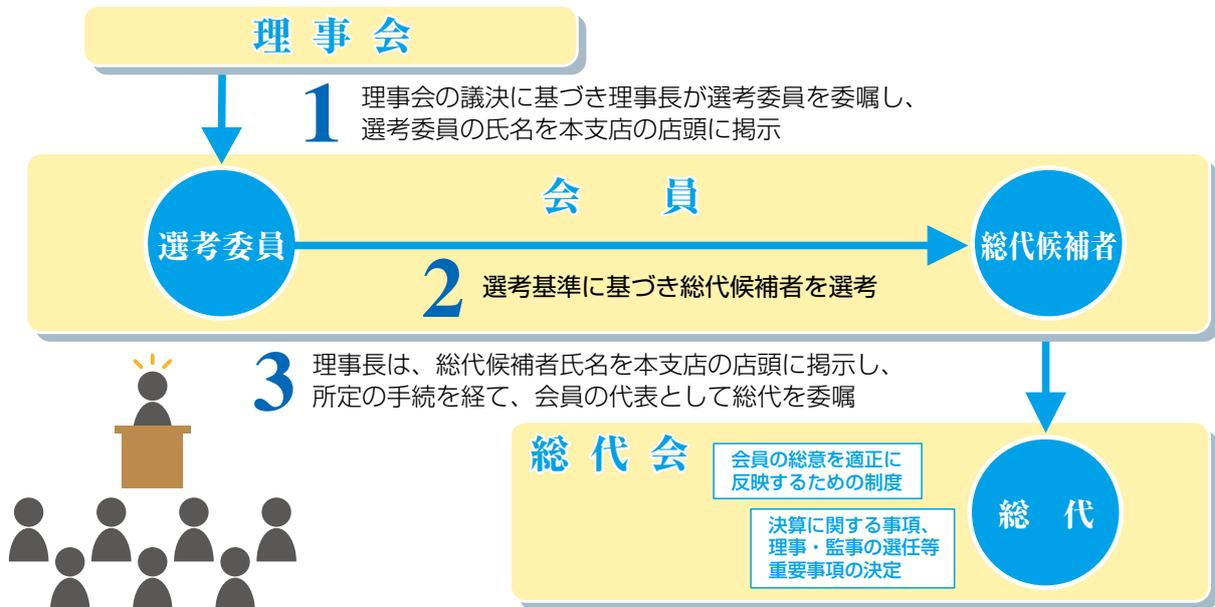 理事会
1
理事会の議決に基づき理事長が選考委員を委嘱し、
選考委員の氏名を本支店の店頭に掲示
会　員
選考委員
総代候補者
2
選考基準に基づき総代候補者を選考
3
理事長は、総代候補者氏名を本支店の店頭に掲示し、
所定の手続を経て、会員の代表として総代を委嘱
総代会
会員の総意を適正に
反映するための制度
決算に関する事項、
理事・監事の選任等
重要事項の決定
総　代